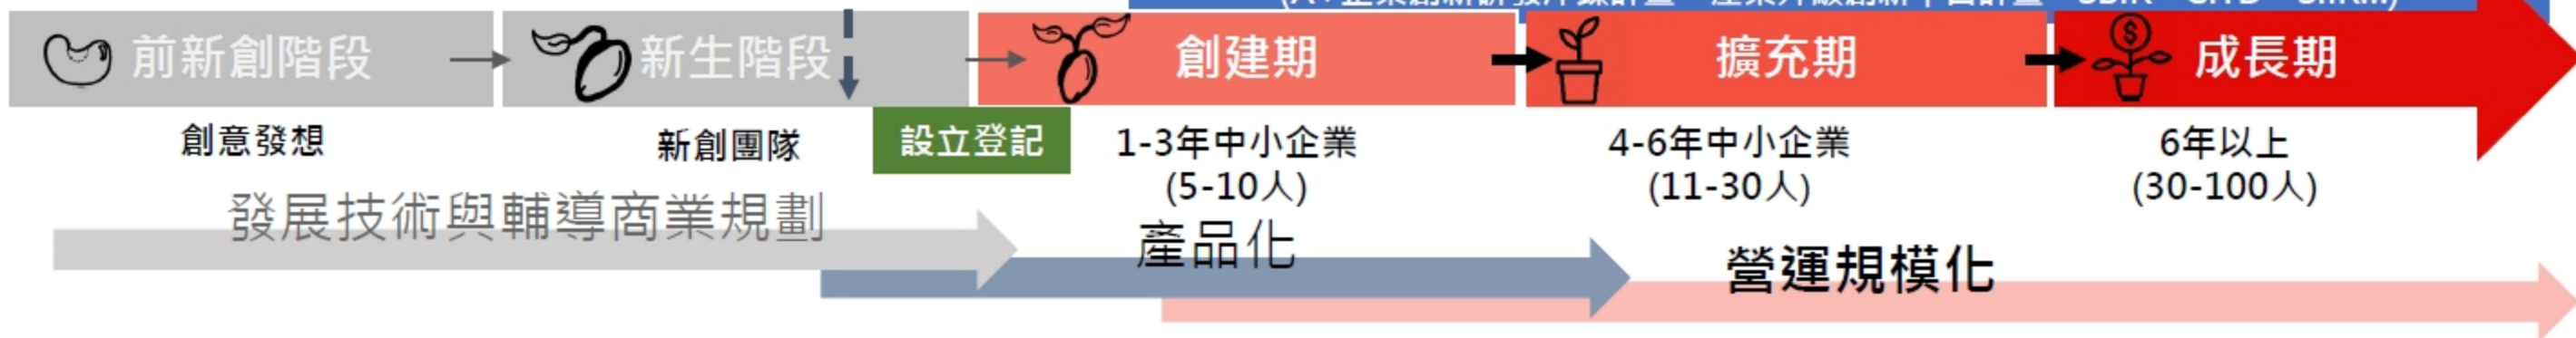 前新創階段
新生階段
創建期
擴充期
$
成長期
創意發想
新創團隊
設立登記
1-3年中小企業
(5-10人)
4-6年中小企業
(11-30人)
6年以上
(30-100人)
發展技術與輔導商業規劃
產品化
營運規模化